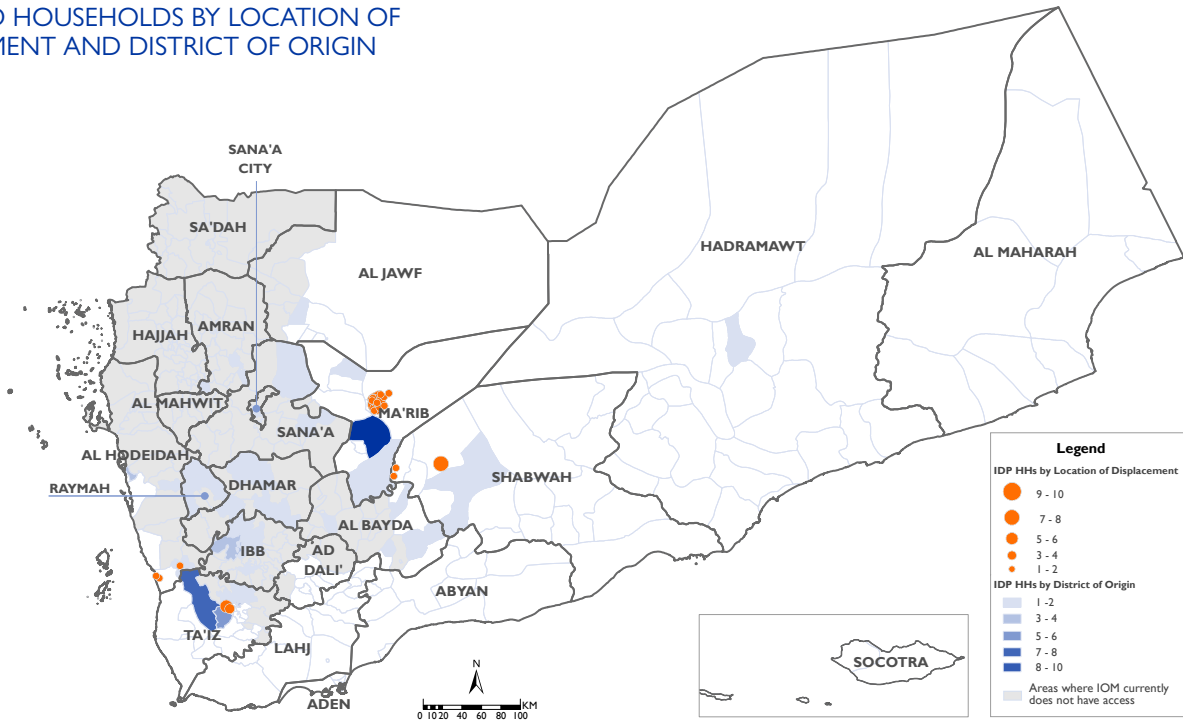 D HOUSEHOLDS BY LOCATION OF
MENT AND DISTRICT OF ORIGIN
SANA'A
CITY
SA'DAH
HADRAMAWT
AL MAHARAH
AL JAWF
HAJJAH
AMRAN
AL MAHWIT
MA'RIB
SANA'A
AL HODEIDAH
SHABWAH
RAYMAH
DHAMAR
AL BAYDA
IBB
AD
DALI'
ABYAN
TA'IZ
LAHJ
SOCOTRA
ADEN
N
KM
0 10 20 40 60 80 100
Legend
IDP HHs by Location of Displacement
9 - 10
7 - 8
5 - 6
3 - 4
1 - 2
IDP HHs by District of Origin
1 -2
3 - 4
5 - 6
7 - 8
8 - 10
Areas where IOM currently
does not have access